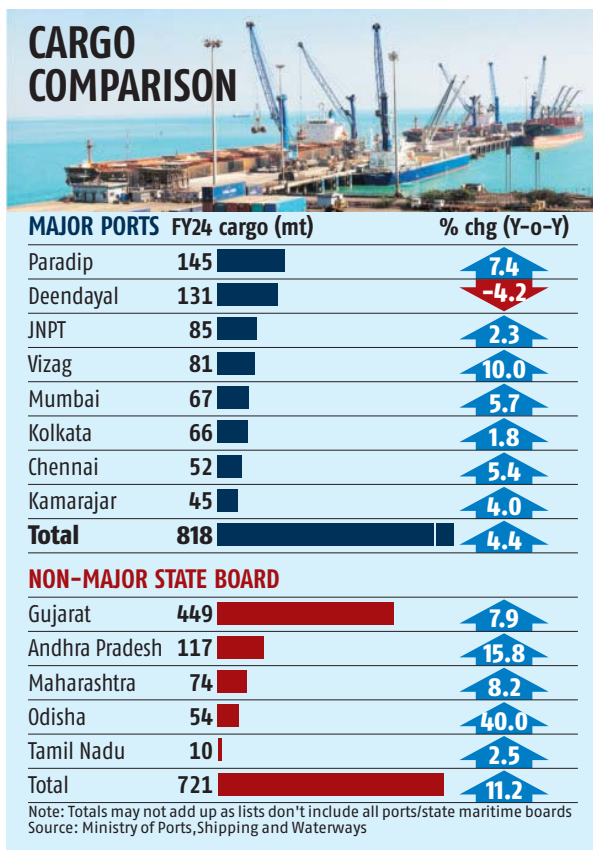 CARGO
COMPARISON
MAJOR PORTS FY24 cargo (mt) % chg (Y-o-Y)
Paradip 145 7.4
Deendayal 131 -4.2
JNPT 85 2.3
Vizag 81 10.0
Mumbai 67 5.7
Kolkata 66 1.8
Chennai 52 5.4
Kamarajar 45 4.0
Total 818 4.4
NON-MAJOR STATE BOARD
Gujarat 449 7.9
Andhra Pradesh 117 15.8
Maharashtra 74 8.2
Odisha 54 40.0
Tamil Nadu 10 2.5
Total 721 11.2
Note: Totals may not add up as lists don't include all ports/state maritime boards
Source: Ministry of Ports,Shipping and Waterways